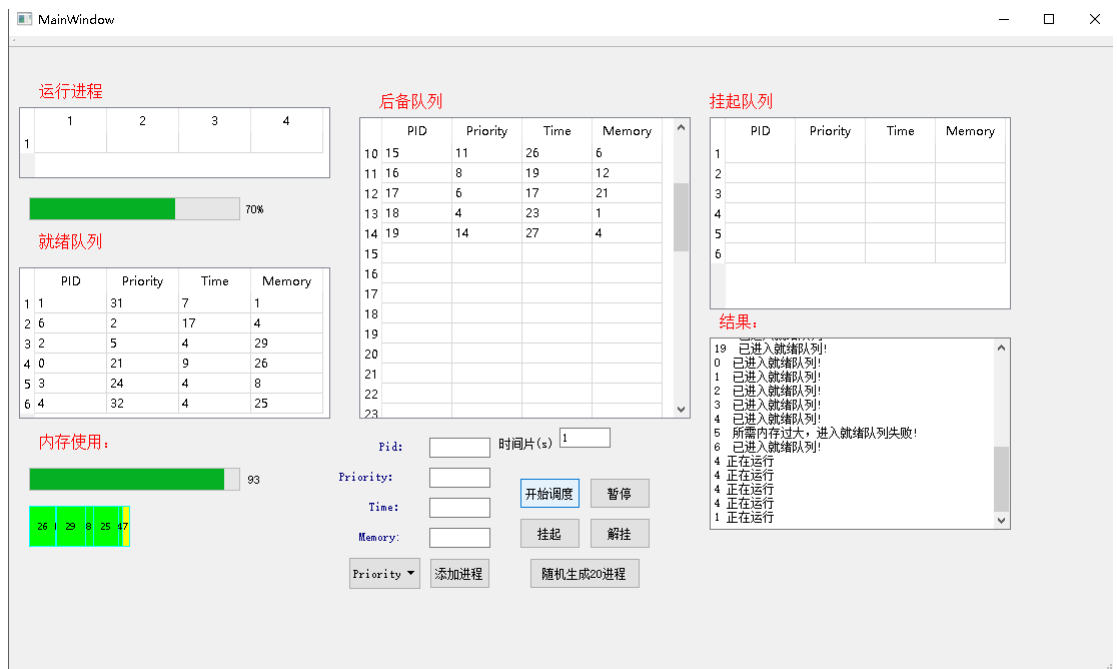 MainWindow
运行进程
1 2 3 4
1
70%
就绪队列
PID Priority Time Memory
1 1 31 7 1
2 6 2 17 4
3 2 5 4 29
4 0 21 9 26
5 3 24 4 8
6 4 32 4 25
内存使用：
93
26 29 8 25 47
后备队列
PID Priority Time Memory
10 15 11 26 6
11 16 8 19 12
12 17 6 17 21
13 18 4 23 1
14 19 14 27 4
15
16
17
18
19
20
21
22
23
Pid:
时间片(s) 1
Priority:
Time:
Memory:
开始调度 暂停
挂起 解挂
Priority 添加进程 随机生成20进程
挂起队列
PID Priority Time Memory
1
2
3
4
5
6
结果：
19 已进入就绪队列!
0 已进入就绪队列!
1 已进入就绪队列!
2 已进入就绪队列!
3 已进入就绪队列!
4 已进入就绪队列!
5 所需内存过大，进入就绪队列失败!
6 已进入就绪队列!
4 正在运行
4 正在运行
4 正在运行
4 正在运行
1 正在运行